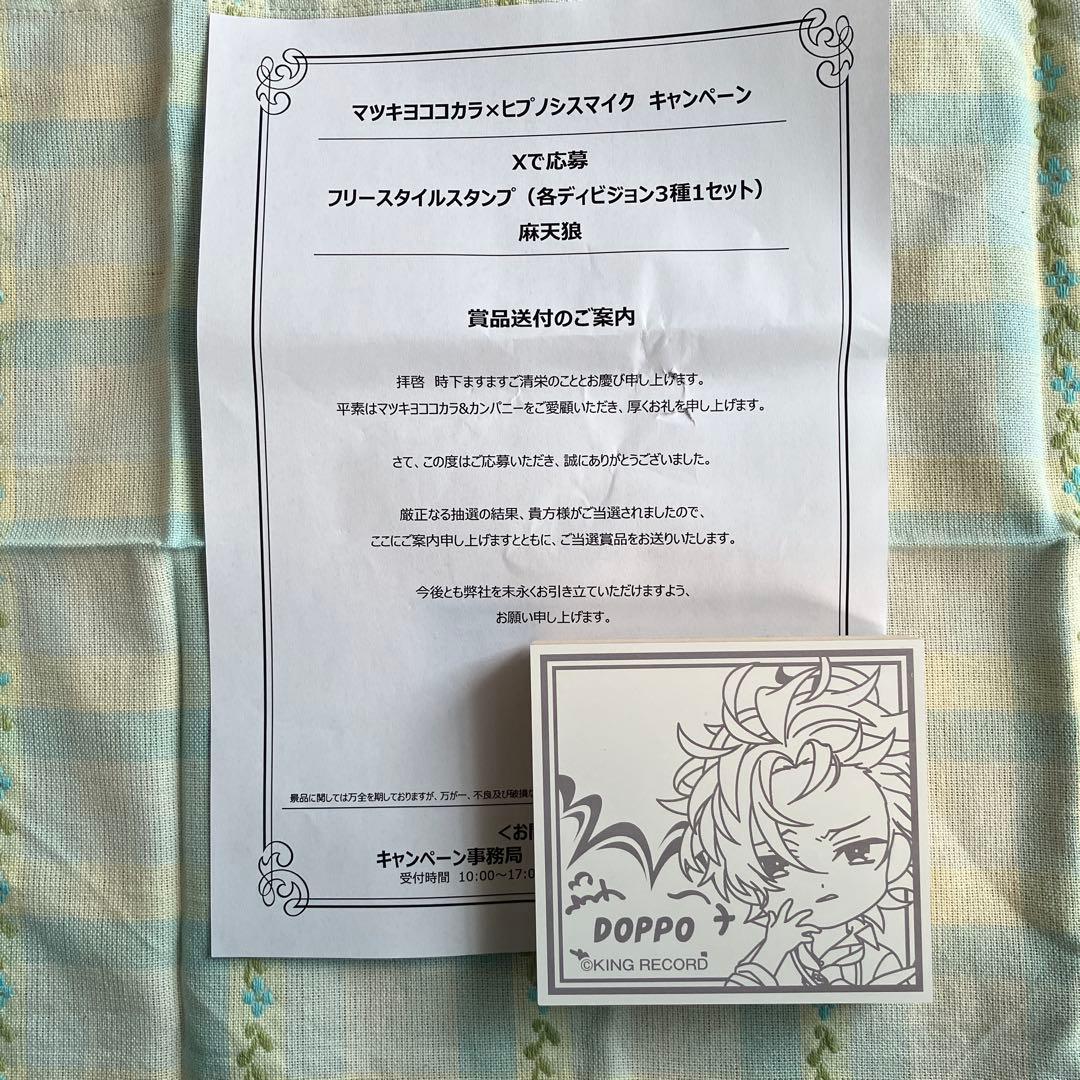 マツキヨココカラ×ヒプノシスマイク キャンペーン
Xで応募
フリースタイルスタンプ（各ディビジョン3種1セット）
麻天狼
賞品送付のご案内
拝啓 時下ますますご清栄のこととお慶び申し上げます。
平素はマツキヨココカラ&カンパニーをご愛顧いただき、厚くお礼を申し上げます。
さて、この度はご応募いただき、誠にありがとうございました。
厳正なる抽選の結果、貴方様がご当選されましたので、
ここにご案内申し上げますとともに、ご当選賞品をお送りいたします。
今後とも弊社を末永くお引き立ていただけますよう、
お願い申し上げます。
景品に関しては万全を期しておりますが、万が一、不良及び破損
＜お
キャンペーン事務局
受付時間 10:00～17:0
DOPPO
©KING RECORD